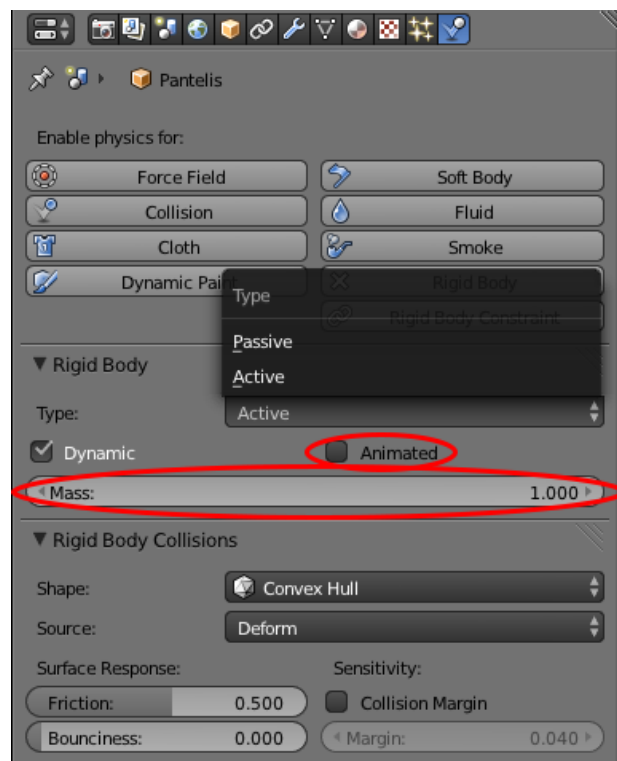 Pantelis
Enable physics for:
Force Field Soft Body
Collision Fluid
Cloth Smoke
Dynamic Paint Rigid Body
Rigid Body Constraint
Type
Passive
Active
Rigid Body
Type: Active
Dynamic Animated
Mass: 1.000
Rigid Body Collisions
Shape: Convex Hull
Source: Deform
Surface Response: Sensitivity:
Friction: 0.500 Collision Margin
Bounciness: 0.000 Margin: 0.040